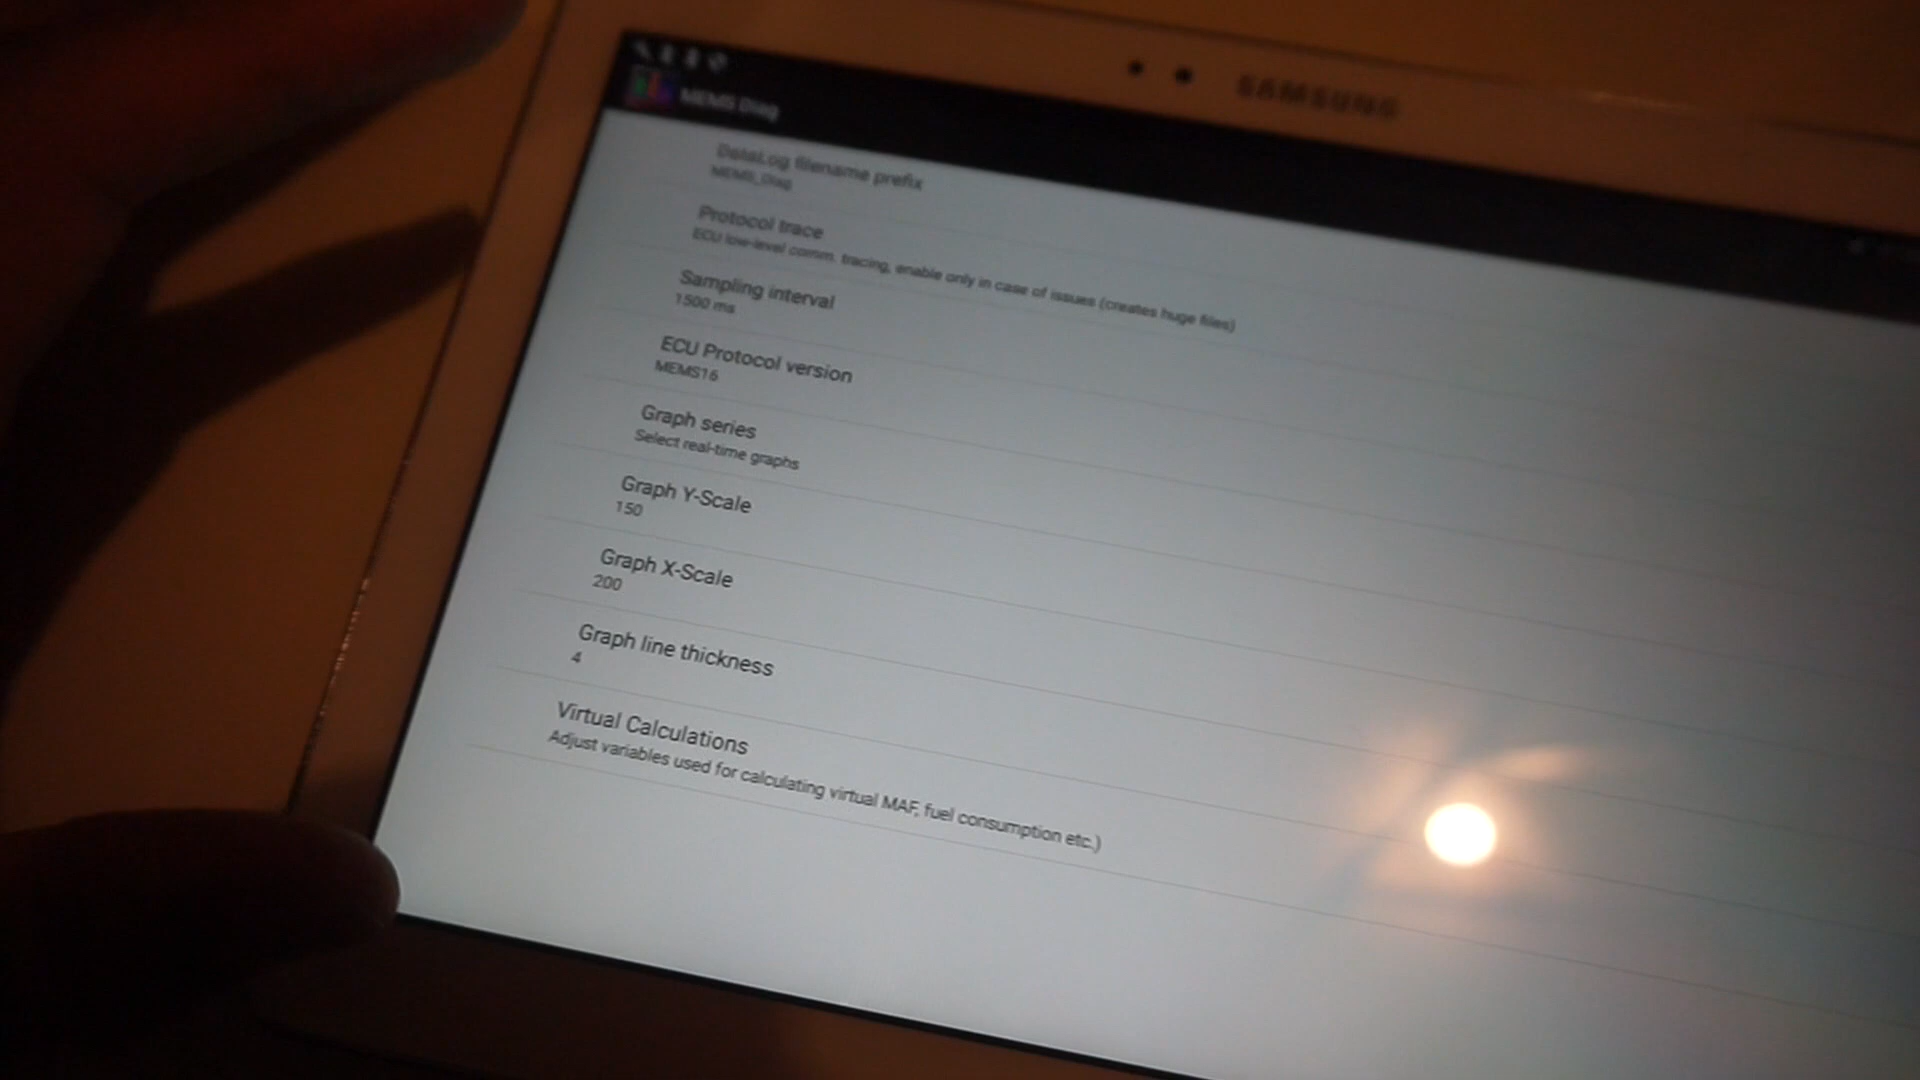 SAMSUNG
MEMS Diag
DataLog filename prefix
MEMS_Diag
Protocol trace
ECU low-level comm. tracing, enable only in case of issues (creates huge files)
Sampling interval
1500 ms
ECU Protocol version
MEMS16
Graph series
Select real-time graphs
Graph Y-Scale
150
Graph X-Scale
200
Graph line thickness
4
Virtual Calculations
Adjust variables used for calculating virtual MAF, fuel consumption etc.)